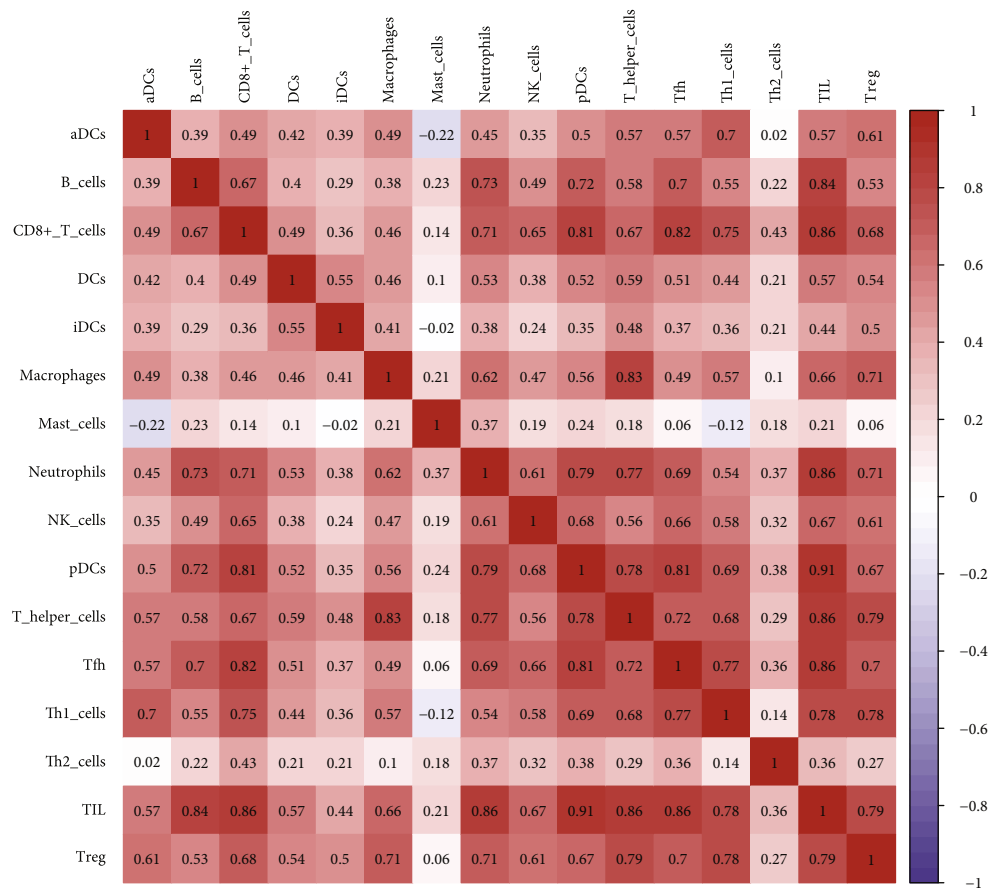 aDCs B_cells CD8+_T_cells DCs iDCs Macrophages Mast_cells Neutrophils NK_cells pDCs T_helper_cells Tfh Th1_cells Th2_cells TIL Treg
aDCs 1 0.39 0.49 0.42 0.39 0.49 −0.22 0.45 0.35 0.5 0.57 0.57 0.7 0.02 0.57 0.61
B_cells 0.39 1 0.67 0.4 0.29 0.38 0.23 0.73 0.49 0.72 0.58 0.7 0.55 0.22 0.84 0.53
CD8+_T_cells 0.49 0.67 1 0.49 0.36 0.46 0.14 0.71 0.65 0.81 0.67 0.82 0.75 0.43 0.86 0.68
DCs 0.42 0.4 0.49 1 0.55 0.46 0.1 0.53 0.38 0.52 0.59 0.51 0.44 0.21 0.57 0.54
iDCs 0.39 0.29 0.36 0.55 1 0.41 −0.02 0.38 0.24 0.35 0.48 0.37 0.36 0.21 0.44 0.5
Macrophages 0.49 0.38 0.46 0.46 0.41 1 0.21 0.62 0.47 0.56 0.83 0.49 0.57 0.1 0.66 0.71
Mast_cells −0.22 0.23 0.14 0.1 −0.02 0.21 1 0.37 0.19 0.24 0.18 0.06 −0.12 0.18 0.21 0.06
Neutrophils 0.45 0.73 0.71 0.53 0.38 0.62 0.37 1 0.61 0.79 0.77 0.69 0.54 0.37 0.86 0.71
NK_cells 0.35 0.49 0.65 0.38 0.24 0.47 0.19 0.61 1 0.68 0.56 0.66 0.58 0.32 0.67 0.61
pDCs 0.5 0.72 0.81 0.52 0.35 0.56 0.24 0.79 0.68 1 0.78 0.81 0.69 0.38 0.91 0.67
T_helper_cells 0.57 0.58 0.67 0.59 0.48 0.83 0.18 0.77 0.56 0.78 1 0.72 0.68 0.29 0.86 0.79
Tfh 0.57 0.7 0.82 0.51 0.37 0.49 0.06 0.69 0.66 0.81 0.72 1 0.77 0.36 0.86 0.7
Th1_cells 0.7 0.55 0.75 0.44 0.36 0.57 −0.12 0.54 0.58 0.69 0.68 0.77 1 0.14 0.78 0.78
Th2_cells 0.02 0.22 0.43 0.21 0.21 0.1 0.18 0.37 0.32 0.38 0.29 0.36 0.14 1 0.36 0.27
TIL 0.57 0.84 0.86 0.57 0.44 0.66 0.21 0.86 0.67 0.91 0.86 0.86 0.78 0.36 1 0.79
Treg 0.61 0.53 0.68 0.54 0.5 0.71 0.06 0.71 0.61 0.67 0.79 0.7 0.78 0.27 0.79 1
1
0.8
0.6
0.4
0.2
0
−0.2
−0.4
−0.6
−0.8
−1